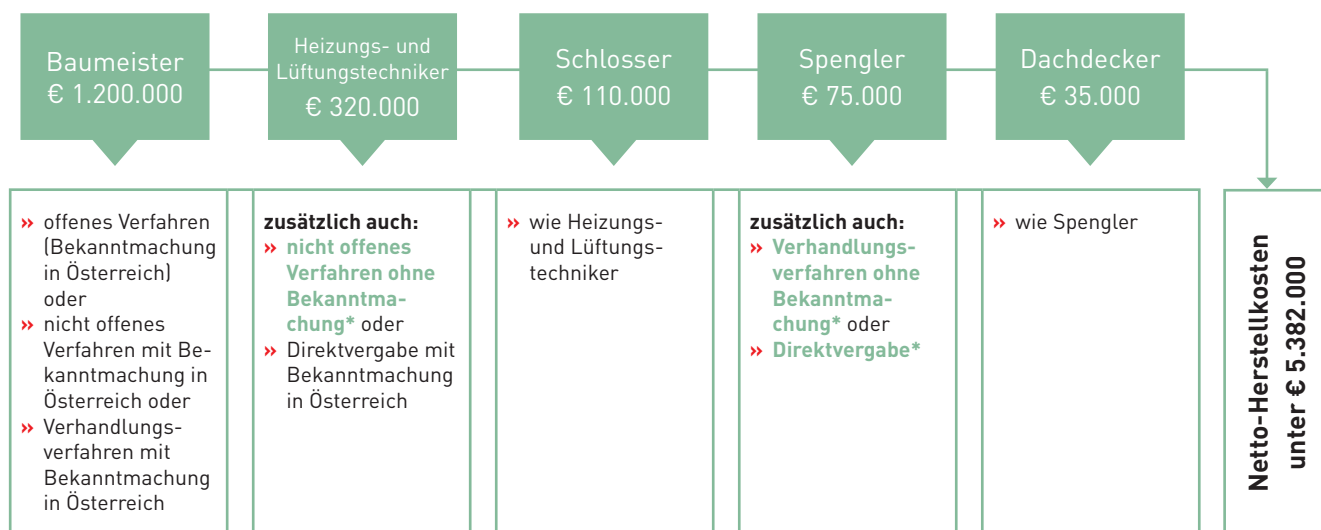 Baumeister
€ 1.200.000
Heizungs- und
Lüftungstechniker
€ 320.000
Schlosser
€ 110.000
Spengler
€ 75.000
Dachdecker
€ 35.000
» offenes Verfahren
(Bekanntmachung
in Österreich)
oder
» nicht offenes
Verfahren mit Be-
kanntmachung in
Österreich oder
» Verhandlungs-
verfahren mit
Bekanntmachung
in Österreich
zusätzlich auch:
» nicht offenes
Verfahren ohne
Bekanntma-
chung* oder
» Direktvergabe mit
Bekanntmachung
in Österreich
» wie Heizungs-
und Lüftungs-
techniker
zusätzlich auch:
» Verhandlungs-
verfahren ohne
Bekanntma-
chung* oder
» Direktvergabe*
» wie Spengler
Netto-Herstellkosten
unter € 5.382.000